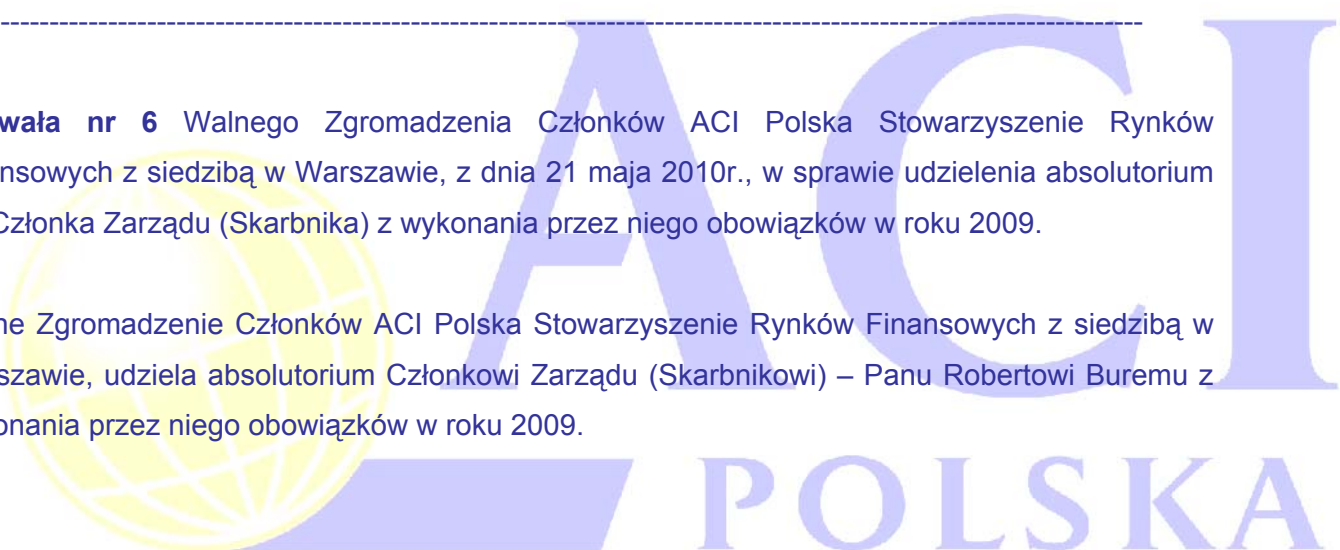 wała nr 6 Walnego Zgromadzenia Członków ACI Polska Stowarzyszenie Rynków
nsowych z siedzibą w Warszawie, z dnia 21 maja 2010r., w sprawie udzielenia absolutorium
Członka Zarządu (Skarbnika) z wykonania przez niego obowiązków w roku 2009.
ne Zgromadzenie Członków ACI Polska Stowarzyszenie Rynków Finansowych z siedzibą w
szawie, udziela absolutorium Członkowi Zarządu (Skarbnikowi) – Panu Robertowi Buremu z
onania przez niego obowiązków w roku 2009.
ACI
POLSKA